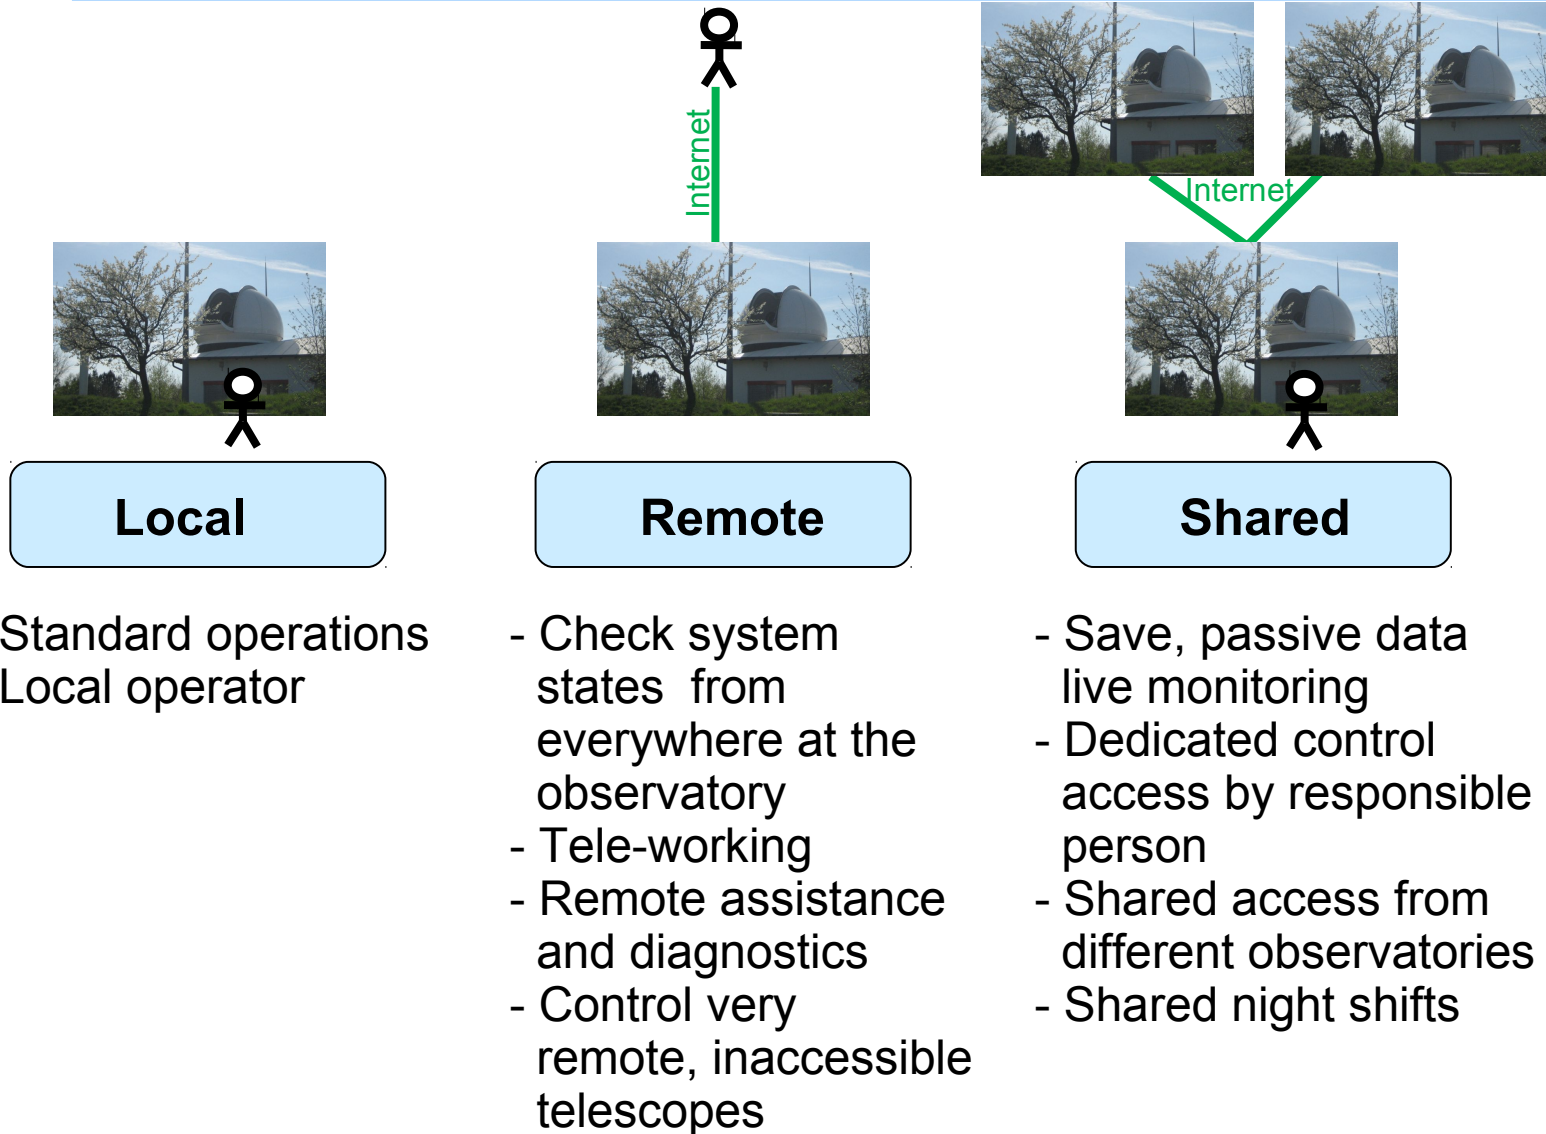 Internet
Internet
Local
Standard operations
Local operator
Remote
- Check system
states from
everywhere at the
observatory
- Tele-working
- Remote assistance
and diagnostics
- Control very
remote, inaccessible
telescopes
Shared
- Save, passive data
live monitoring
- Dedicated control
access by responsible
person
- Shared access from
different observatories
- Shared night shifts